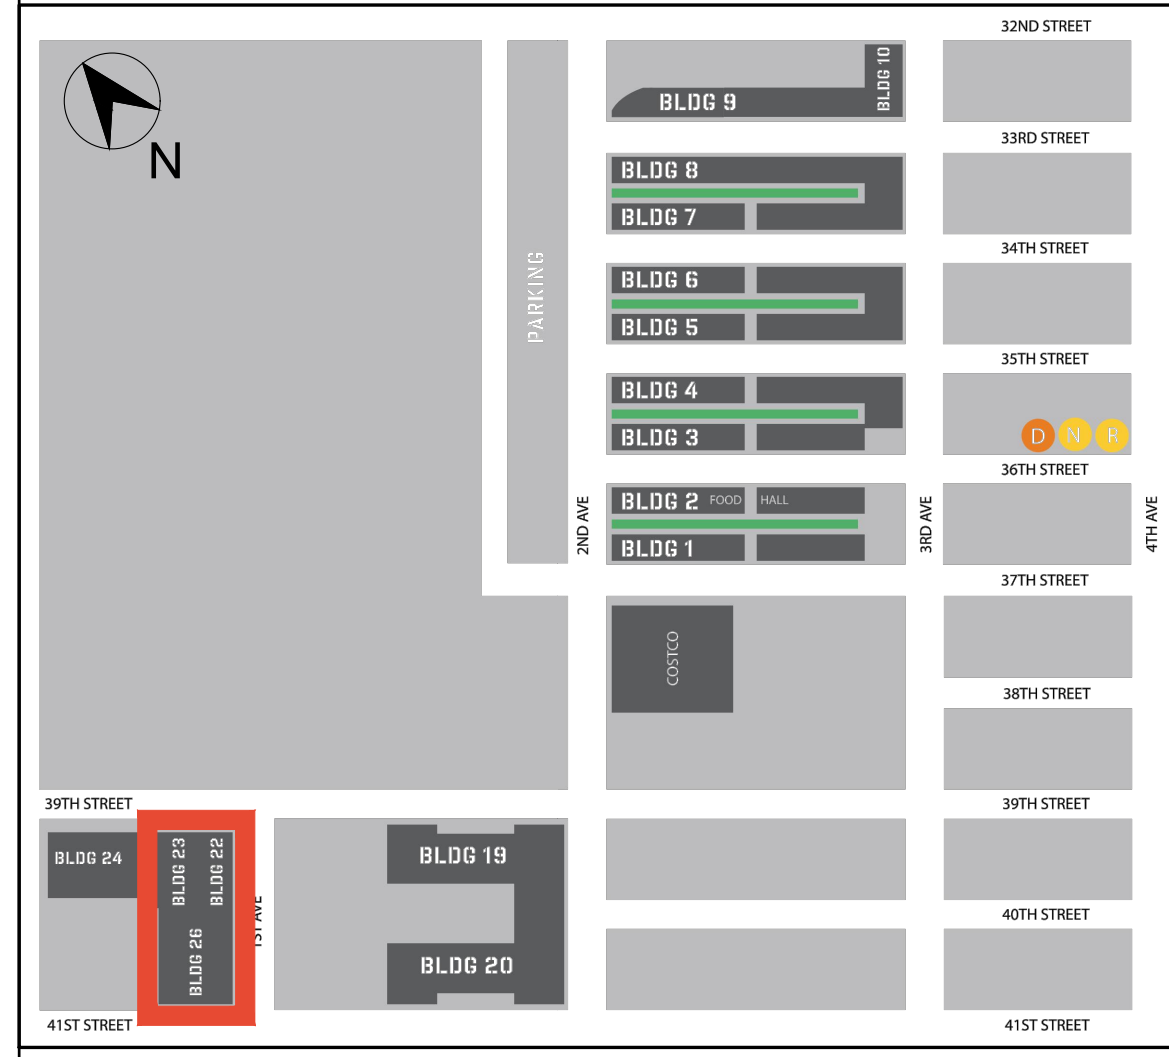 32ND STREET
BLDG 9
BLDG 10
N
33RD STREET
BLDG 8
BLDG 7
34TH STREET
PARKING
BLDG 6
BLDG 5
35TH STREET
BLDG 4
BLDG 3
D N R
36TH STREET
2ND AVE
BLDG 2 FOOD HALL
BLDG 1
3RD AVE
4TH AVE
37TH STREET
COSTCO
38TH STREET
39TH STREET
39TH STREET
BLDG 24
BLDG 23
BLDG 22
BLDG 26
1ST AVE
BLDG 19
BLDG 20
40TH STREET
41ST STREET
41ST STREET